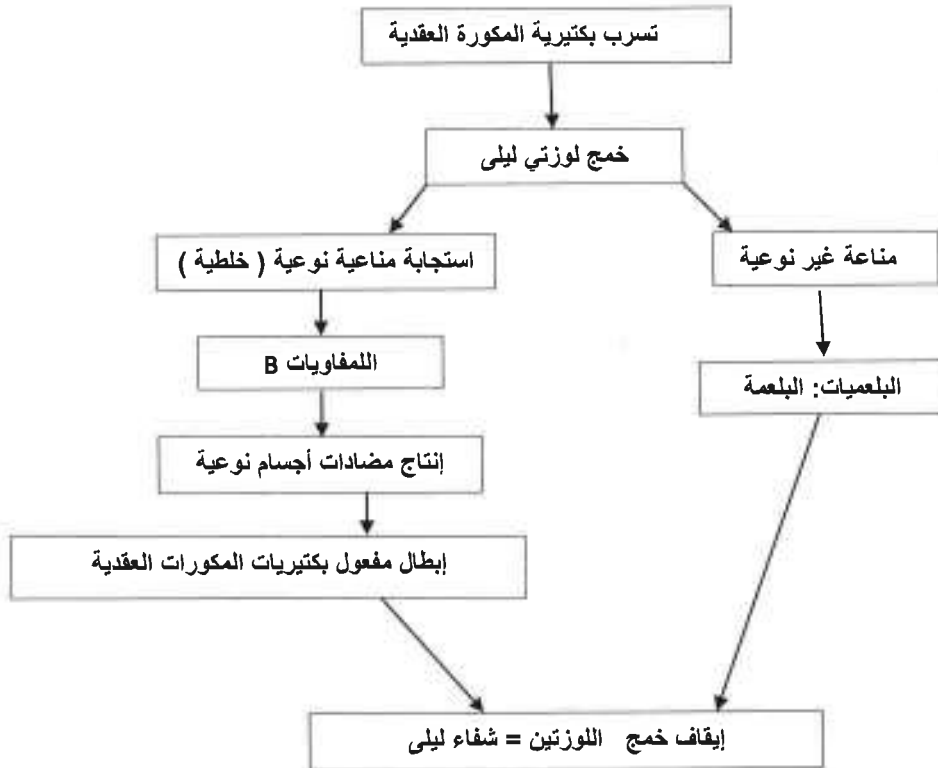 تسرب بكتيرية المكورة العقدية
خمج لوزتي ليلى
مناعة غير نوعية
استجابة مناعية نوعية ( خلطية )
البلعميات: البلعمة
اللمفاويات B
إنتاج مضادات أجسام نوعية
إبطال مفعول بكتيريات المكورات العقدية
إيقاف خمج اللوزتين = شفاء ليلى